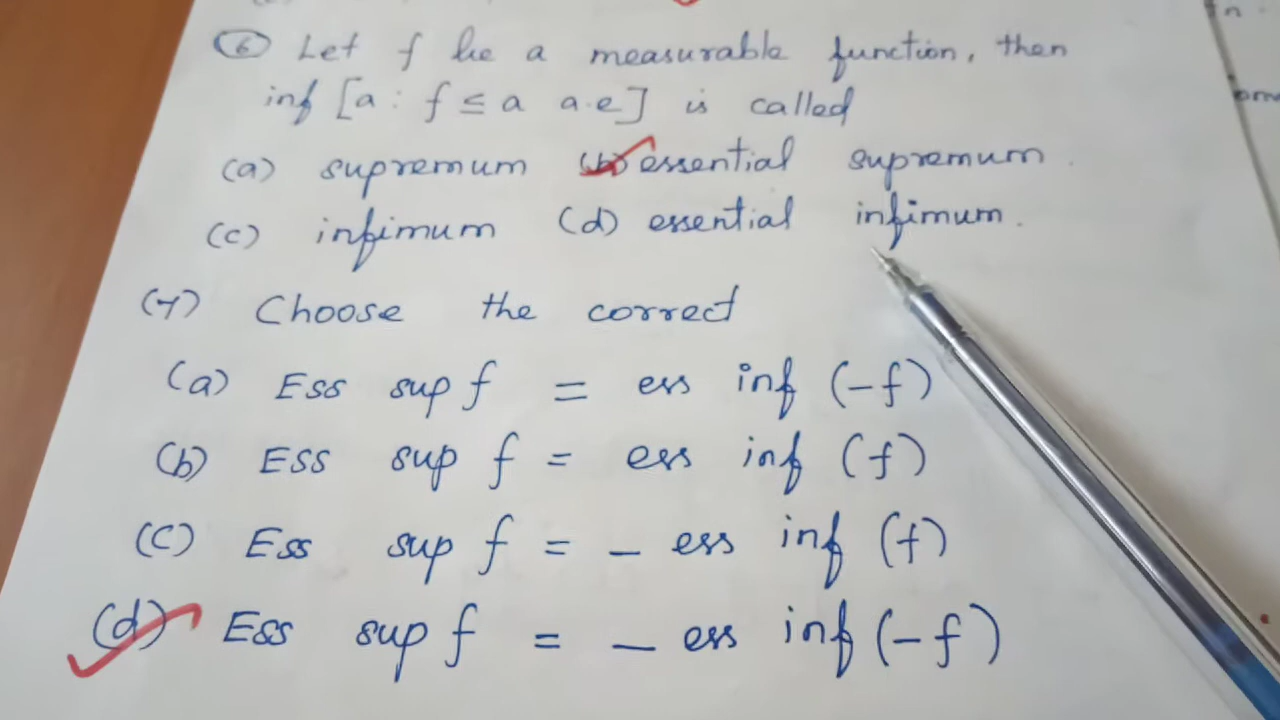 (6) Let f be a measurable function, then
inf [a : f ≤ a a.e] is called
(a) supremum (b) essential supremum.
(c) infimum (d) essential infimum.
(7) Choose the correct
(a) Ess sup f = ess inf (-f)
(b) Ess sup f = ess inf (f)
(c) Ess sup f = - ess inf (f)
(d) Ess sup f = - ess inf (-f)